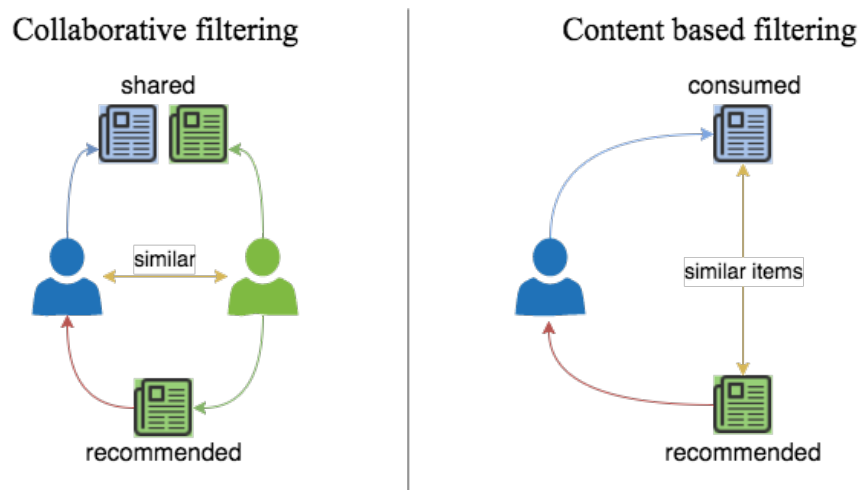 Collaborative filtering
shared
similar
recommended
Content based filtering
consumed
similar items
recommended